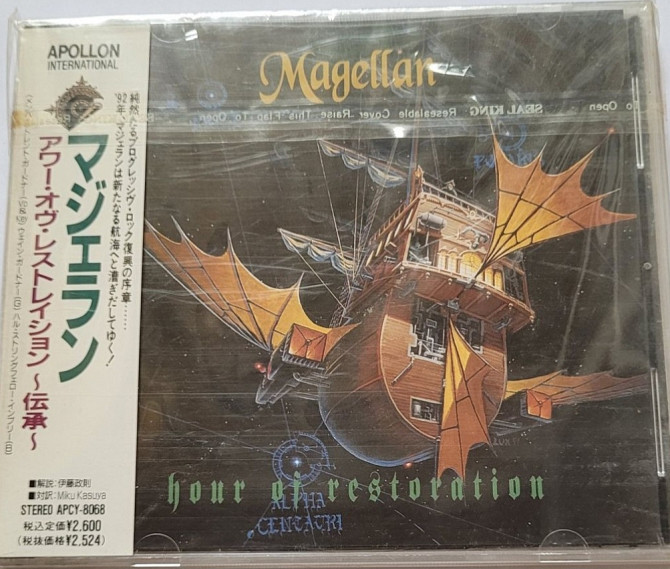 APOLLON
INTERNATIONAL
純然たるプログレッシヴ・ロック復興の序章……
'92年、マジェランは新たなる航海へと漕ぎだしてゆく!
マジェラン
アワー・オヴ・レストレイション〜伝承〜
■解説:伊藤政則
■対訳:Miku Kasuya
STEREO APCY-8068
税込定価¥2,600
(税抜価格¥2,524)
Magellan
To Open
SEAL KING Resealable Cover Raise This Flap To Open
hour of restoration
ALPHA
CENTAURI